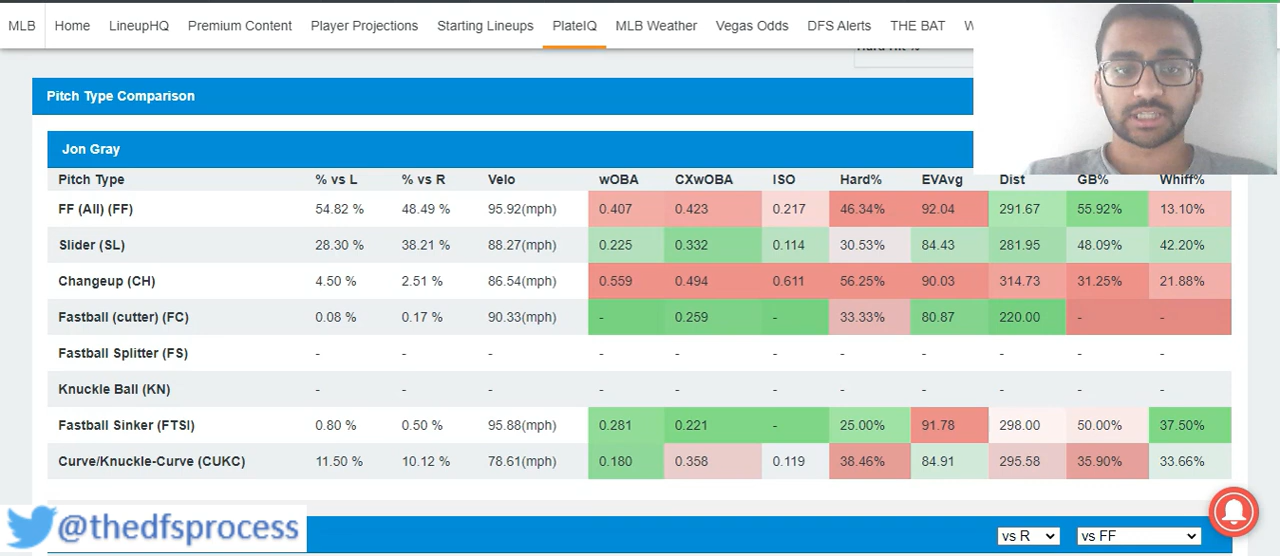 MLB Home LineupHQ Premium Content Player Projections Starting Lineups PlateIQ MLB Weather Vegas Odds DFS Alerts THE BAT
Hard Hit %
Pitch Type Comparison
Jon Gray
Pitch Type % vs L % vs R Velo wOBA CXwOBA ISO Hard% EVAvg Dist GB% Whiff%
FF (All) (FF) 54.82 % 48.49 % 95.92(mph) 0.407 0.423 0.217 46.34% 92.04 291.67 55.92% 13.10%
Slider (SL) 28.30 % 38.21 % 88.27(mph) 0.225 0.332 0.114 30.53% 84.43 281.95 48.09% 42.20%
Changeup (CH) 4.50 % 2.51 % 86.54(mph) 0.559 0.494 0.611 56.25% 90.03 314.73 31.25% 21.88%
Fastball (cutter) (FC) 0.08 % 0.17 % 90.33(mph) - 0.259 - 33.33% 80.87 220.00 - -
Fastball Splitter (FS) - - - - - - - - - - -
Knuckle Ball (KN) - - - - - - - - - - -
Fastball Sinker (FTSI) 0.80 % 0.50 % 95.88(mph) 0.281 0.221 - 25.00% 91.78 298.00 50.00% 37.50%
Curve/Knuckle-Curve (CUKC) 11.50 % 10.12 % 78.61(mph) 0.180 0.358 0.119 38.46% 84.91 295.58 35.90% 33.66%
@thedfsprocess
vs R vs FF